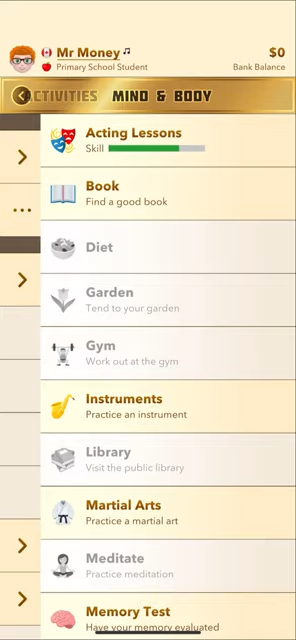 Mr Money
$0
Primary School Student
Bank Balance
CTIVITIES MIND & BODY
Acting Lessons
Skill
Book
Find a good book
Diet
Garden
Tend to your garden
Gym
Work out at the gym
Instruments
Practice an instrument
Library
Visit the public library
Martial Arts
Practice a martial art
Meditate
Practice meditation
Memory Test
Have your memory evaluated